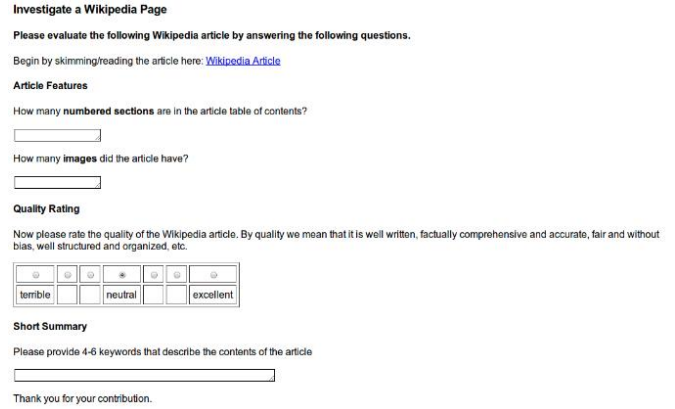 Investigate a Wikipedia Page
Please evaluate the following Wikipedia article by answering the following questions.
Begin by skimming/reading the article here: Wikipedia Article
Article Features
How many numbered sections are in the article table of contents?
How many images did the article have?
Quality Rating
Now please rate the quality of the Wikipedia article. By quality we mean that it is well written, factually comprehensive and accurate, fair and without
bias, well structured and organized, etc.
terrible neutral excellent
Short Summary
Please provide 4-6 keywords that describe the contents of the article
Thank you for your contribution.